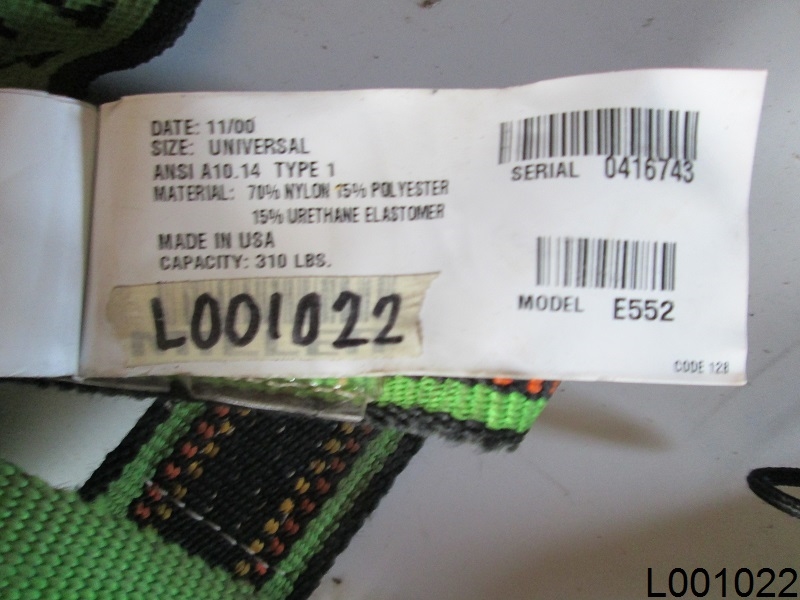 DATE: 11/00
SIZE: UNIVERSAL
ANSI A10.14 TYPE 1
MATERIAL: 70% NYLON 15% POLYESTER
15% URETHANE ELASTOMER
MADE IN USA
CAPACITY: 310 LBS.
L001022
SERIAL 0416743
MODEL E552
CODE 128
L001022